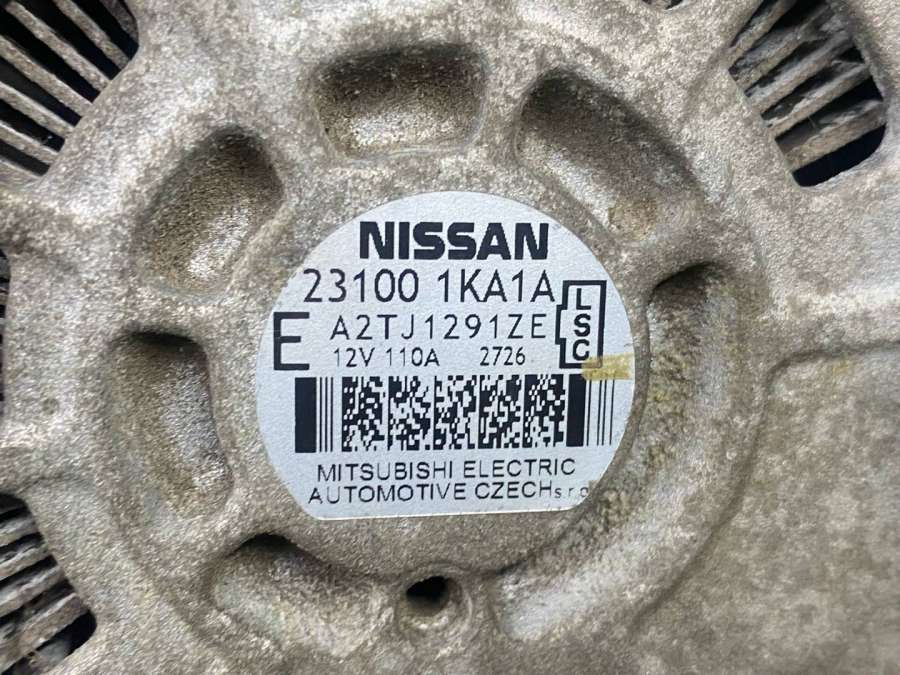 NISSAN
23100 1KA1A
E A2TJ1291ZE LSC
12V 110A 2726
MITSUBISHI ELECTRIC
AUTOMOTIVE CZECH s.r.o